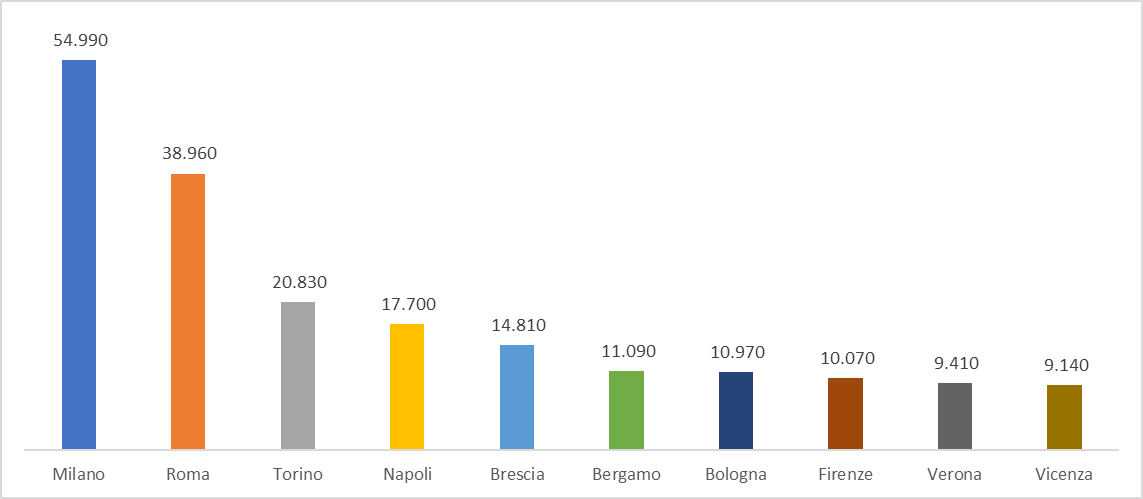 54.990
38.960
20.830
17.700
14.810
11.090
10.970
10.070
9.410
9.140
Milano
Roma
Torino
Napoli
Brescia
Bergamo
Bologna
Firenze
Verona
Vicenza